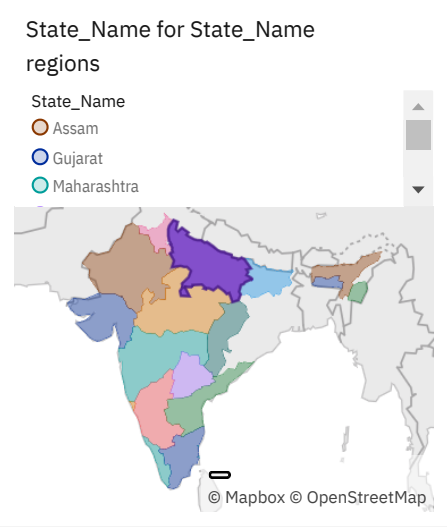 State_Name for State_Name
regions
State_Name
Assam
Gujarat
Maharashtra
© Mapbox © OpenStreetMap